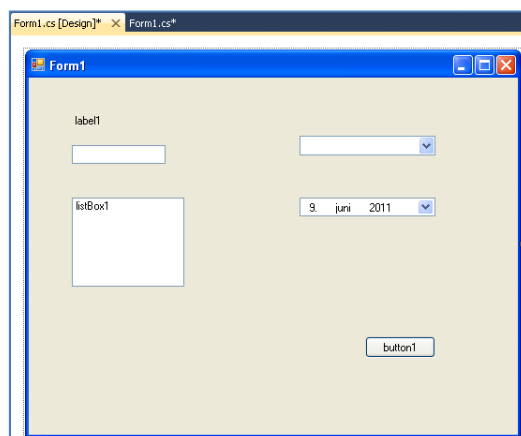 Form1.cs [Design]* Form1.cs*
Form1
label1
listBox1
9. juni 2011
button1